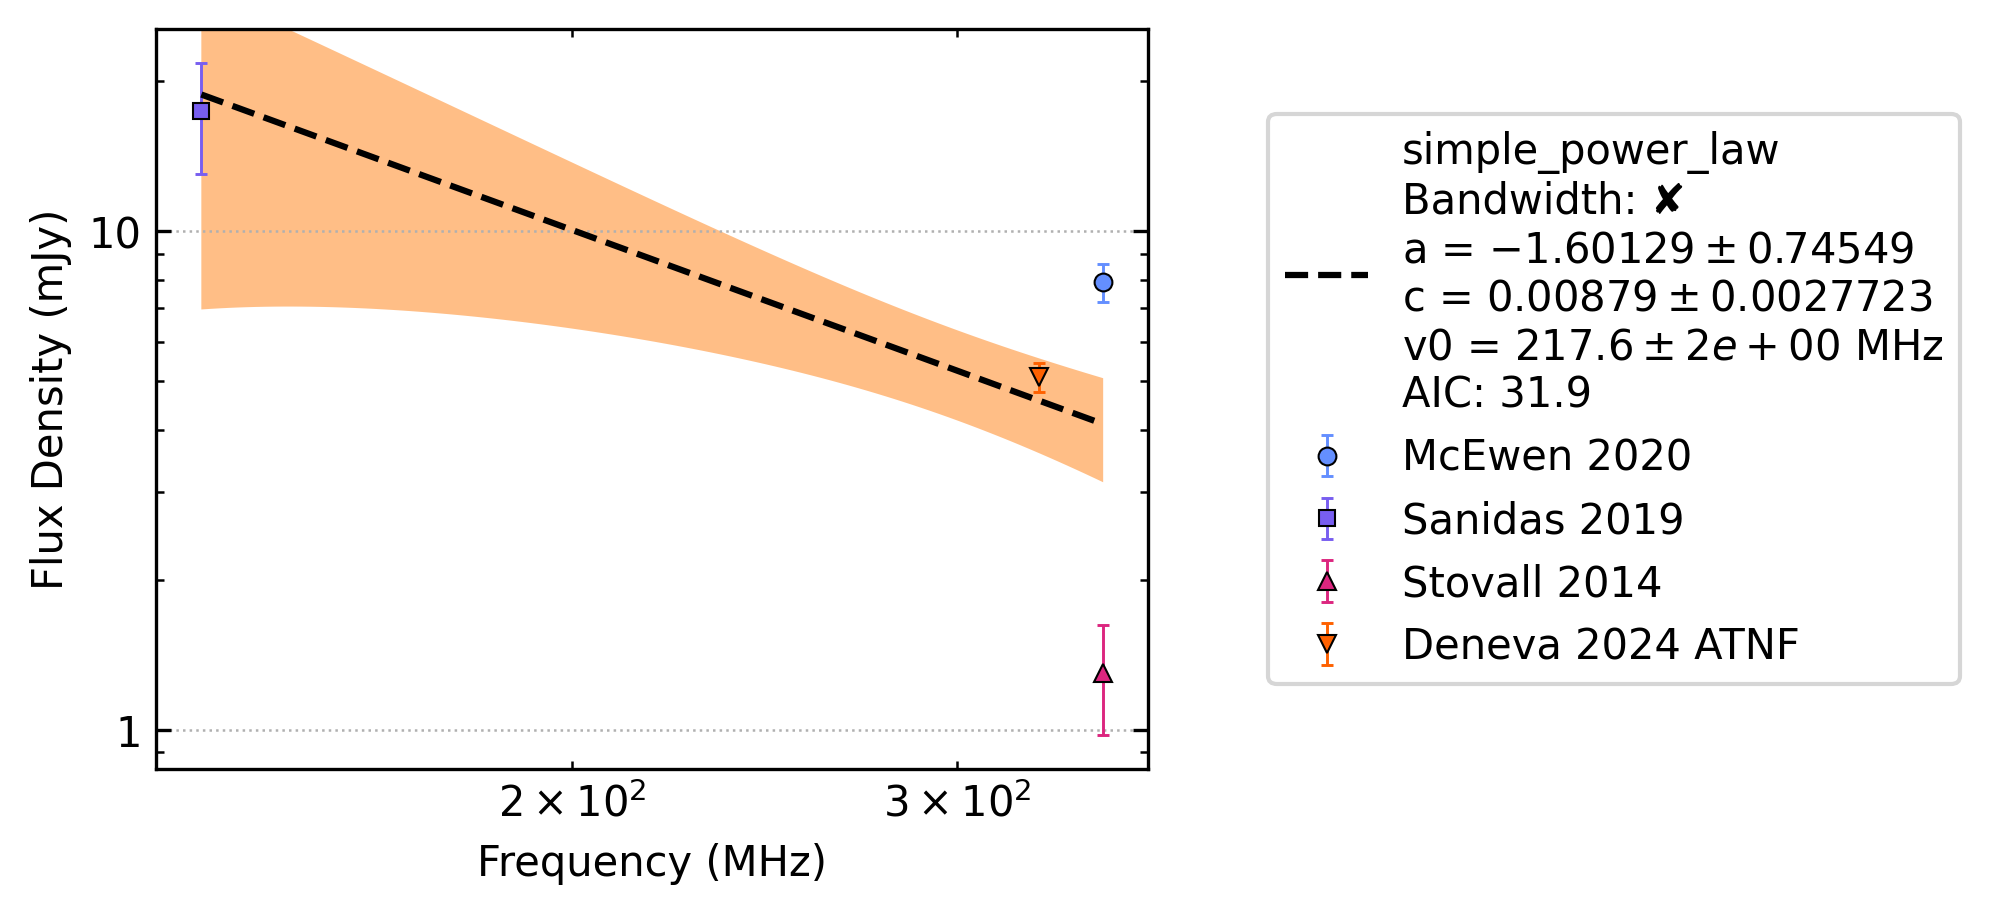 Flux Density (mJy)
10
1
2 × 10²
3 × 10²
Frequency (MHz)
simple_power_law
Bandwidth: ✘
a = −1.60129 ± 0.74549
c = 0.00879 ± 0.0027723
v0 = 217.6 ± 2e + 00 MHz
AIC: 31.9
McEwen 2020
Sanidas 2019
Stovall 2014
Deneva 2024 ATNF